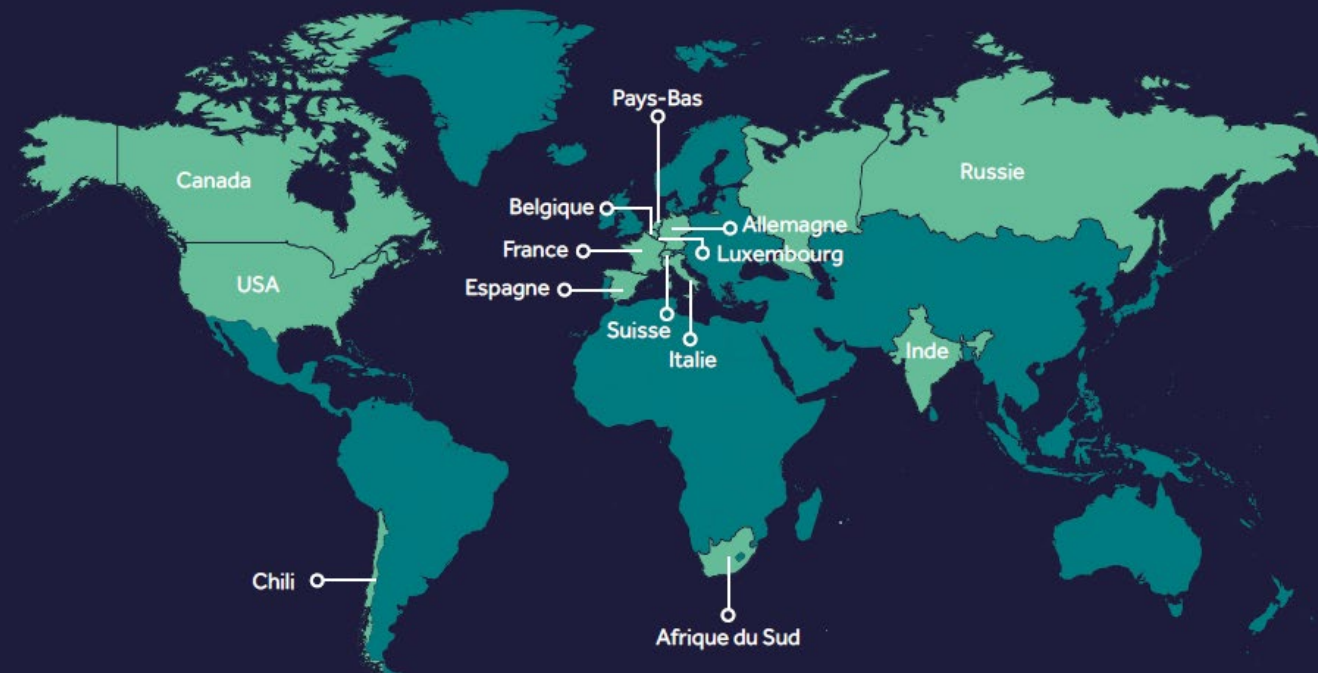 Pays-Bas
Canada
Russie
Belgique
Allemagne
France
Luxembourg
USA
Espagne
Suisse
Inde
Italie
Chili
Afrique du Sud